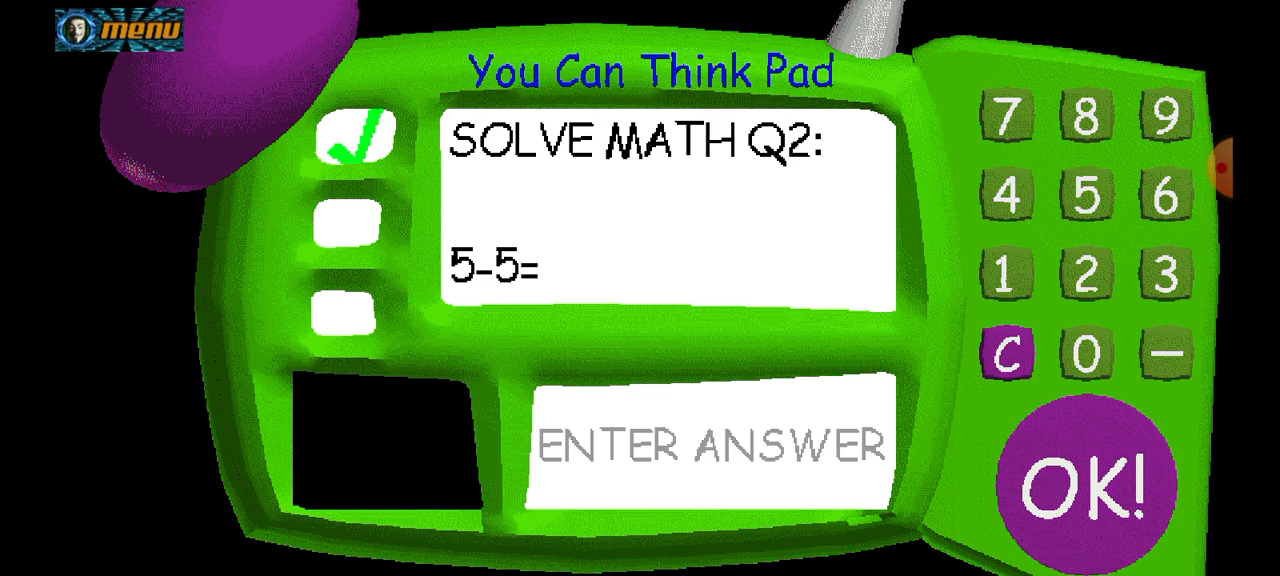 menu
You Can Think Pad
SOLVE MATH Q2:
5-5=
ENTER ANSWER
7 8 9
4 5 6
1 2 3
C 0 —
OK!